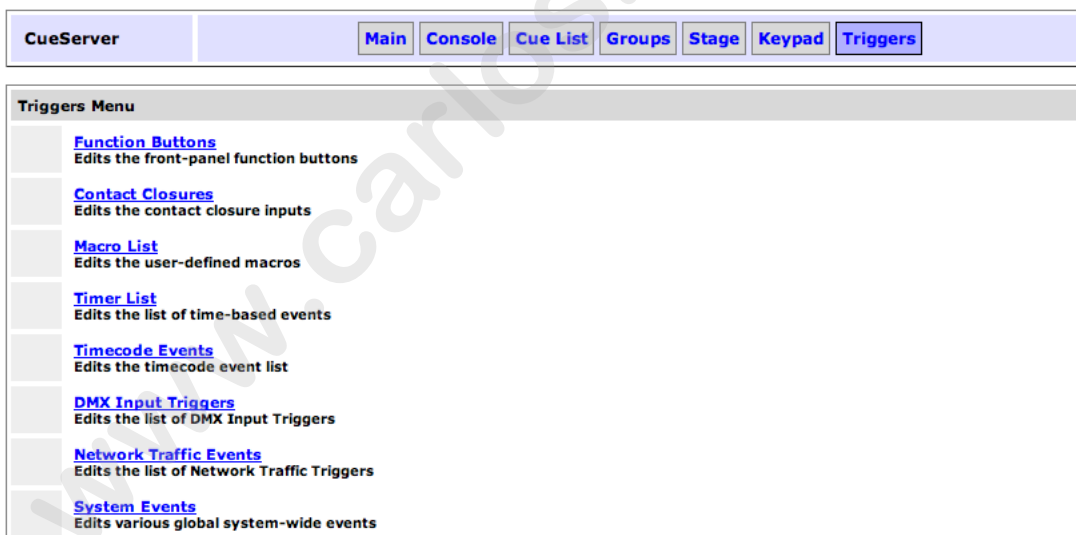 CueServer
Main Console Cue List Groups Stage Keypad Triggers
Triggers Menu
Function Buttons
Edits the front-panel function buttons
Contact Closures
Edits the contact closure inputs
Macro List
Edits the user-defined macros
Timer List
Edits the list of time-based events
Timecode Events
Edits the timecode event list
DMX Input Triggers
Edits the list of DMX Input Triggers
Network Traffic Events
Edits the list of Network Traffic Triggers
System Events
Edits various global system-wide events
www.carlos